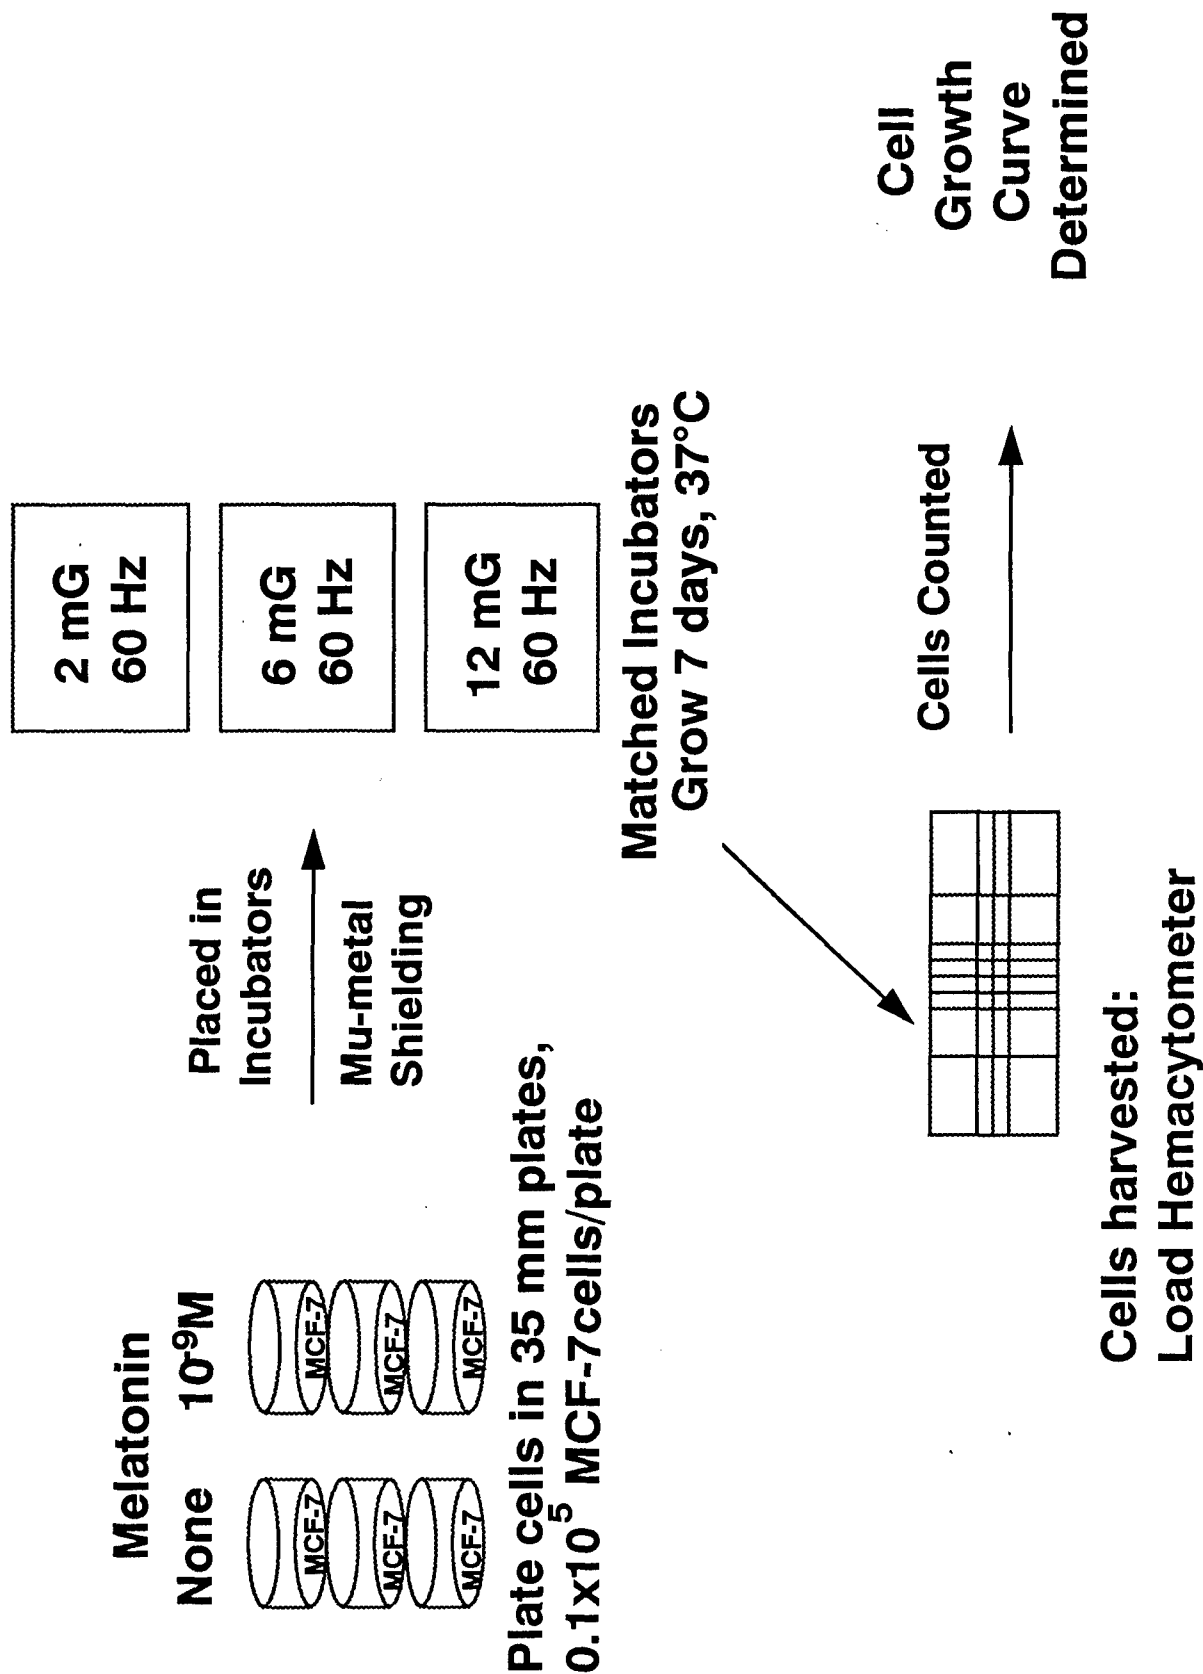 Melatonin
None 10⁻⁹M
MCF-7 MCF-7
MCF-7 MCF-7
MCF-7 MCF-7
Plate cells in 35 mm plates,
0.1x10⁵ MCF-7cells/plate
Placed in
Incubators
Mu-metal
Shielding
2 mG
60 Hz
6 mG
60 Hz
12 mG
60 Hz
Matched Incubators
Grow 7 days, 37°C
Cells harvested:
Load Hemacytometer
Cells Counted
Cell
Growth
Curve
Determined